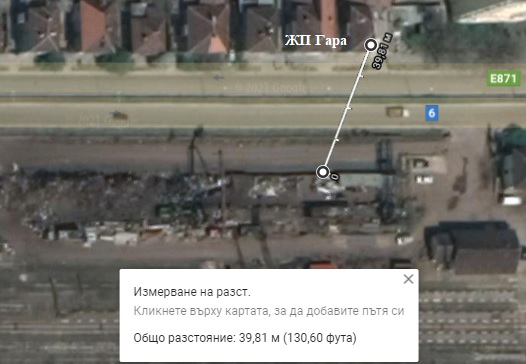 ЖП Гара
39,81 м
E871
6
0
Измерване на разст.
Кликнете върху картата, за да добавите пътя си
Общо разстояние: 39,81 м (130,60 фута)